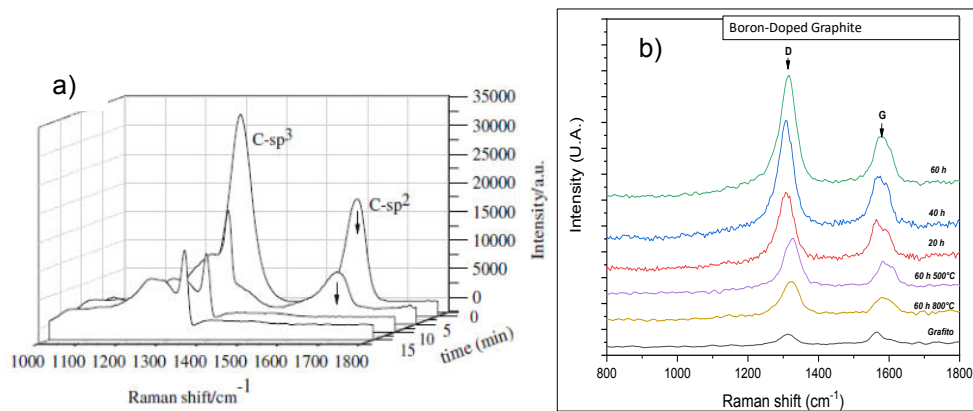 a)
C-sp3
C-sp2
35000
30000
25000
20000
15000
10000
5000
0
Intensity/a.u.
0
5
10
15
time (min)
1000 1100 1200 1300 1400 1500 1600 1700 1800
Raman shift/cm-1
Boron-Doped Graphite
b)
D
G
60 h
40 h
20 h
60 h 500°C
60 h 800°C
Grafito
Intensity (U.A.)
800 1000 1200 1400 1600 1800
Raman shift (cm-1)